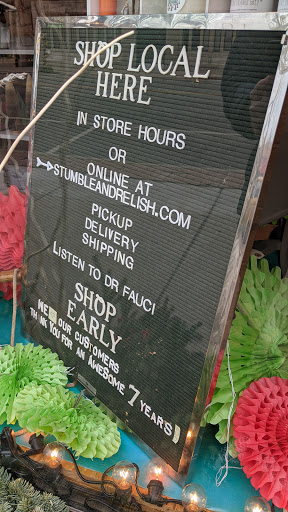 SHOP LOCAL
HERE
IN STORE HOURS
OR
ONLINE AT
STUMBLEANDRELISH.COM
PICKUP
DELIVERY
SHIPPING
LISTEN TO DR FAUCI
SHOP
EARLY
WE OUR CUSTOMERS
THANK YOU FOR AN AWESOME 7 YEARS!